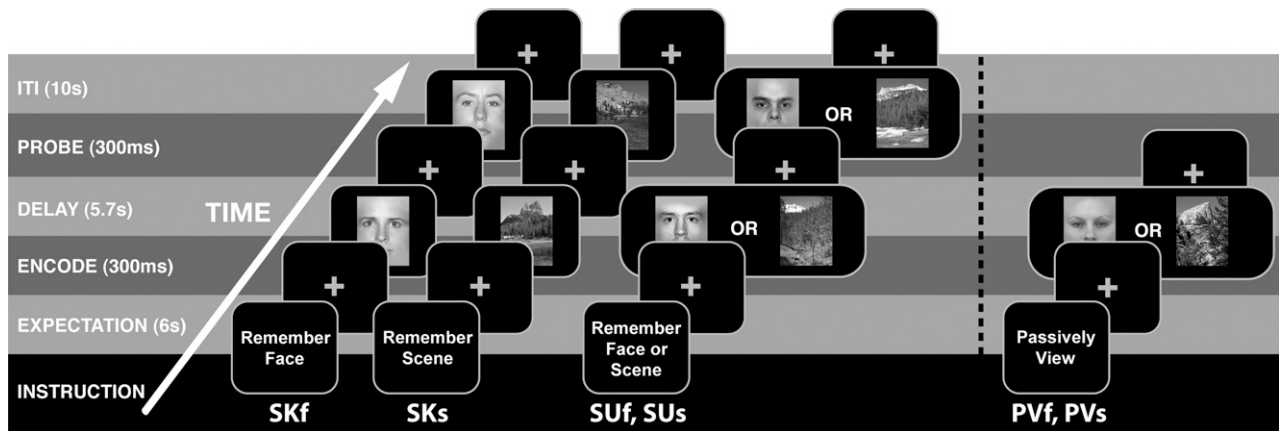 ITI (10s)
PROBE (300ms)
DELAY (5.7s)
ENCODE (300ms)
EXPECTATION (6s)
INSTRUCTION
TIME
OR
OR
OR
Remember
Face
Remember
Scene
Remember
Face or
Scene
Passively
View
SKf
SKs
SUf, SUs
PVf, PVs